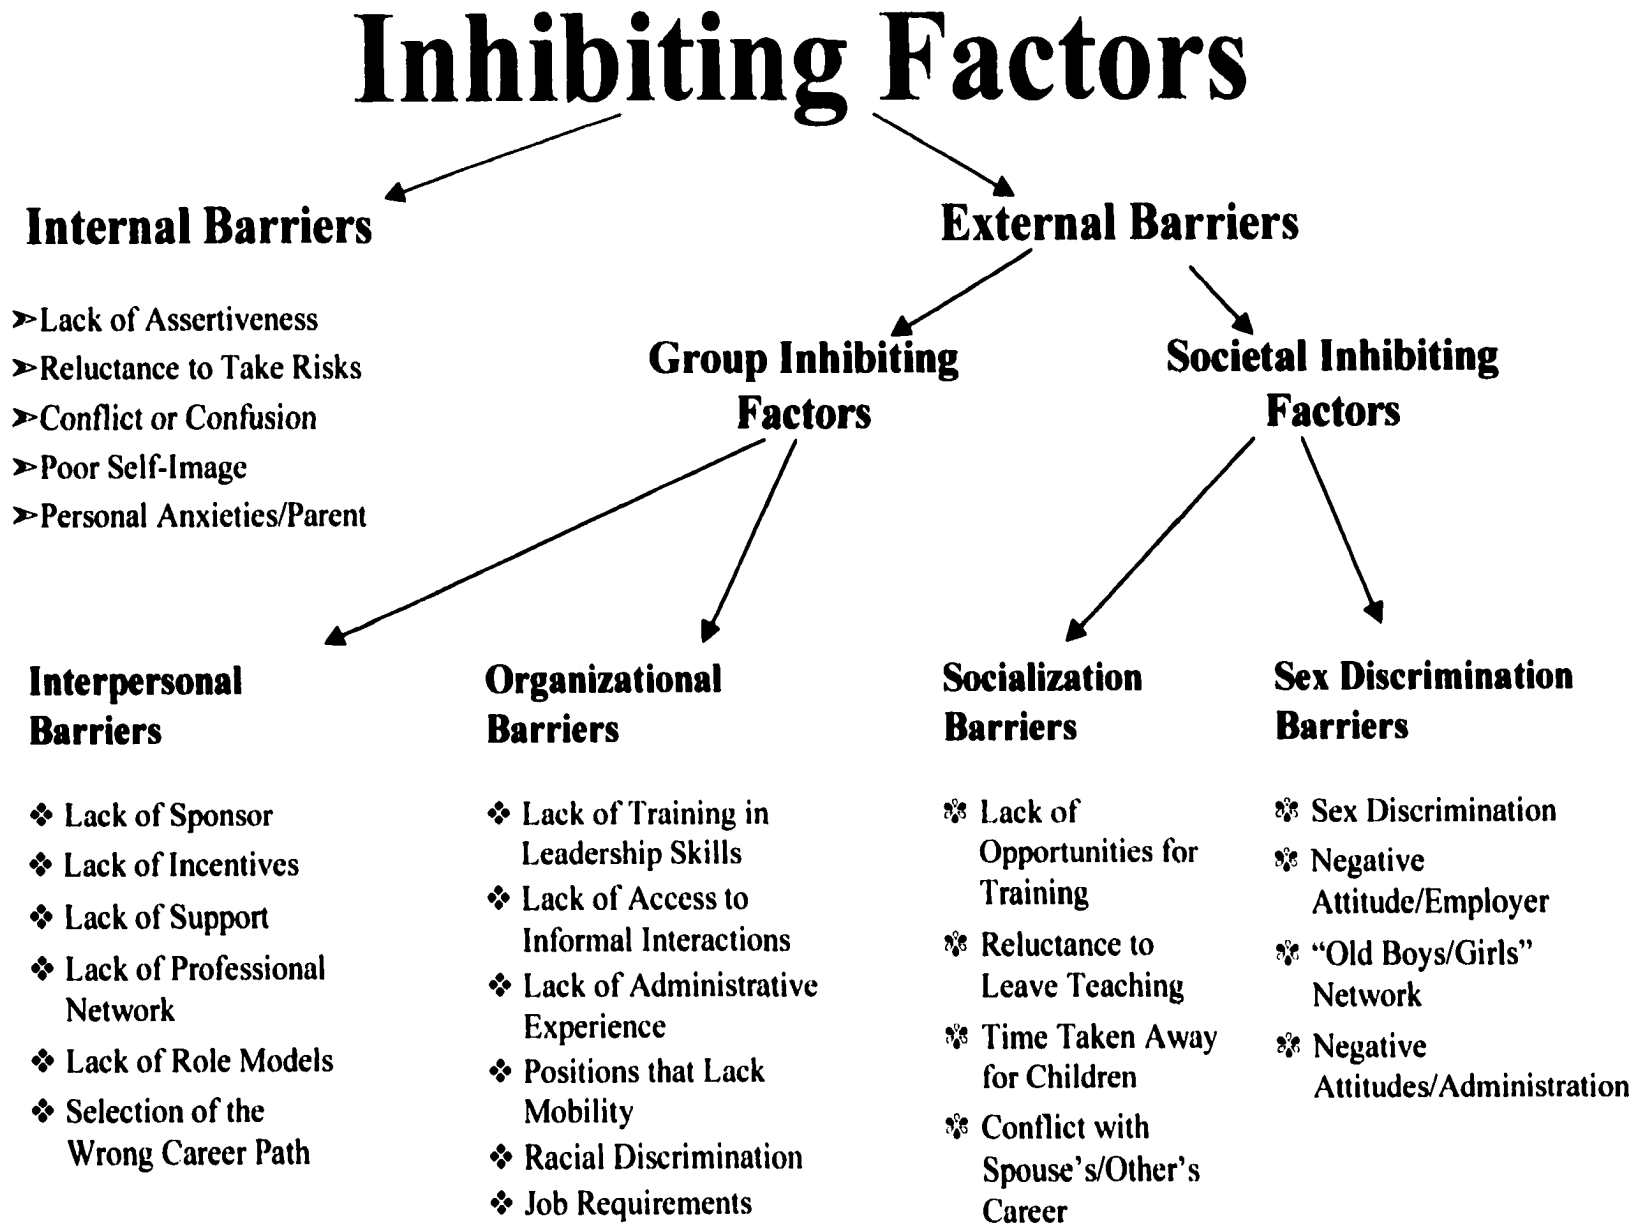 Inhibiting Factors
Internal Barriers
➢Lack of Assertiveness
➢Reluctance to Take Risks
➢Conflict or Confusion
➢Poor Self-Image
➢Personal Anxieties/Parent
External Barriers
Group Inhibiting
Factors
Societal Inhibiting
Factors
Interpersonal
Barriers
❖ Lack of Sponsor
❖ Lack of Incentives
❖ Lack of Support
❖ Lack of Professional
Network
❖ Lack of Role Models
❖ Selection of the
Wrong Career Path
Organizational
Barriers
❖ Lack of Training in
Leadership Skills
❖ Lack of Access to
Informal Interactions
❖ Lack of Administrative
Experience
❖ Positions that Lack
Mobility
❖ Racial Discrimination
❖ Job Requirements
Socialization
Barriers
Lack of
Opportunities for
Training
Reluctance to
Leave Teaching
Time Taken Away
for Children
Conflict with
Spouse's/Other's
Career
Sex Discrimination
Barriers
Sex Discrimination
Negative
Attitude/Employer
“Old Boys/Girls”
Network
Negative
Attitudes/Administration